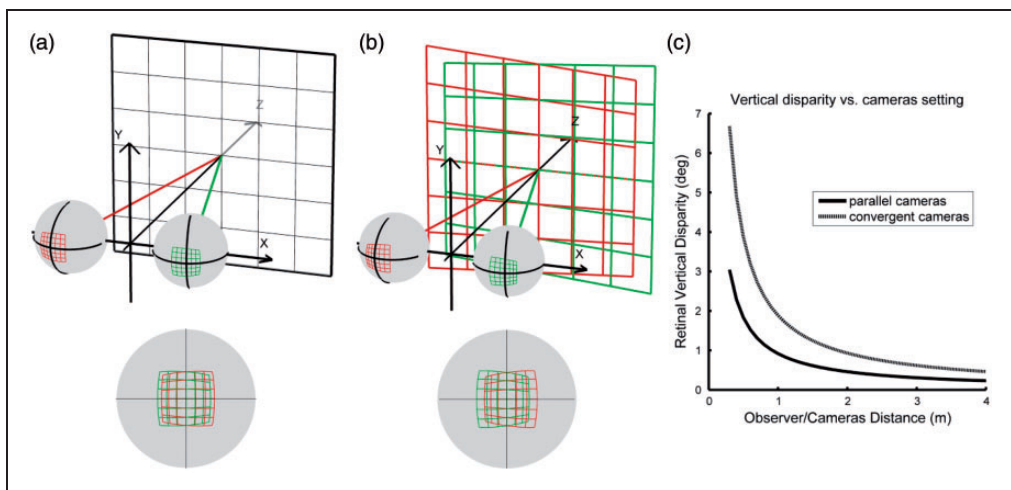 (a)
Y
Z
X
(b)
Y
Z
X
(c)
Vertical disparity vs. cameras setting
Retinal Vertical Disparity (deg)
7
6
5
4
3
2
1
0
parallel cameras
convergent cameras
0 1 2 3 4
Observer/Cameras Distance (m)